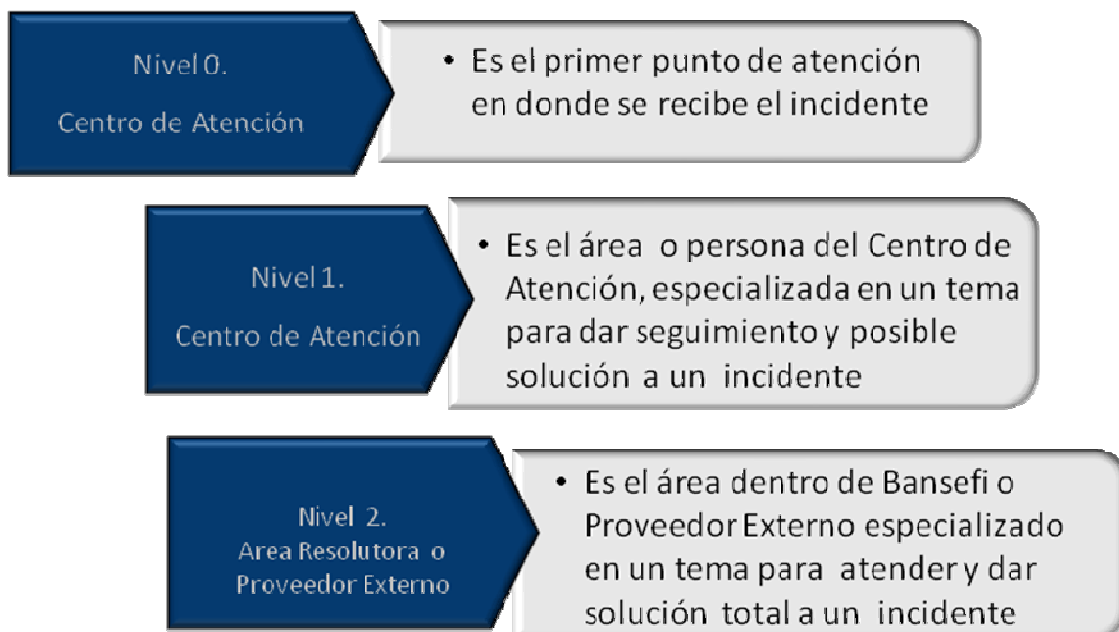 Nivel 0.
Centro de Atención
• Es el primer punto de atención
en donde se recibe el incidente
Nivel 1.
Centro de Atención
• Es el área o persona del Centro de
Atención, especializada en un tema
para dar seguimiento y posible
solución a un incidente
Nivel 2.
Area Resolutora o
Proveedor Externo
• Es el área dentro de Bansefi o
Proveedor Externo especializado
en un tema para atender y dar
solución total a un incidente